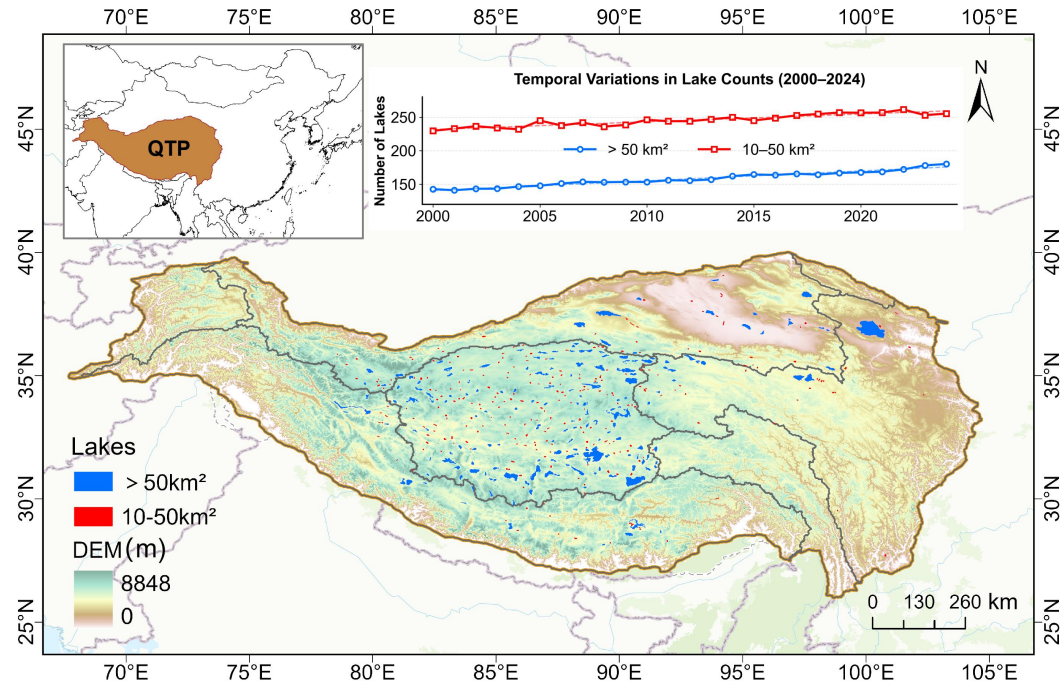 70°E 75°E 80°E 85°E 90°E 95°E 100°E 105°E
Temporal Variations in Lake Counts (2000–2024)
N
Number of Lakes
250
200
150
> 50 km²
10–50 km²
2000 2005 2010 2015 2020
QTP
45°N
40°N
35°N
30°N
25°N
45°N
40°N
35°N
30°N
25°N
Lakes
> 50km²
10-50km²
DEM(m)
8848
0
0 130 260 km
70°E 75°E 80°E 85°E 90°E 95°E 100°E 105°E